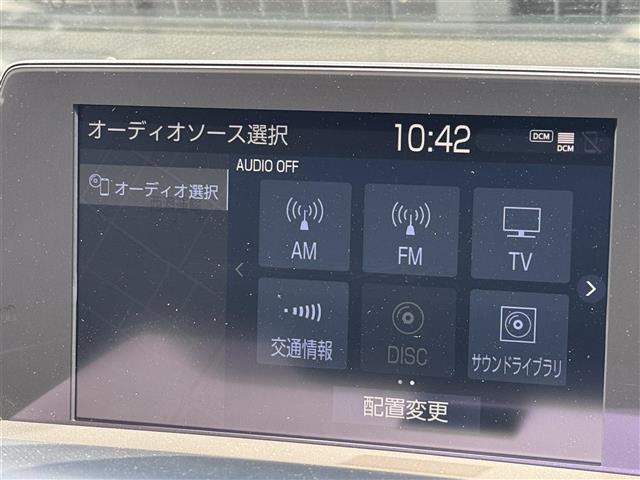 オーディオソース選択 10:42 DCM
DCM
AUDIO OFF
オーディオ選択
AM FM TV
交通情報 DISC サウンドライブラリ
配置変更